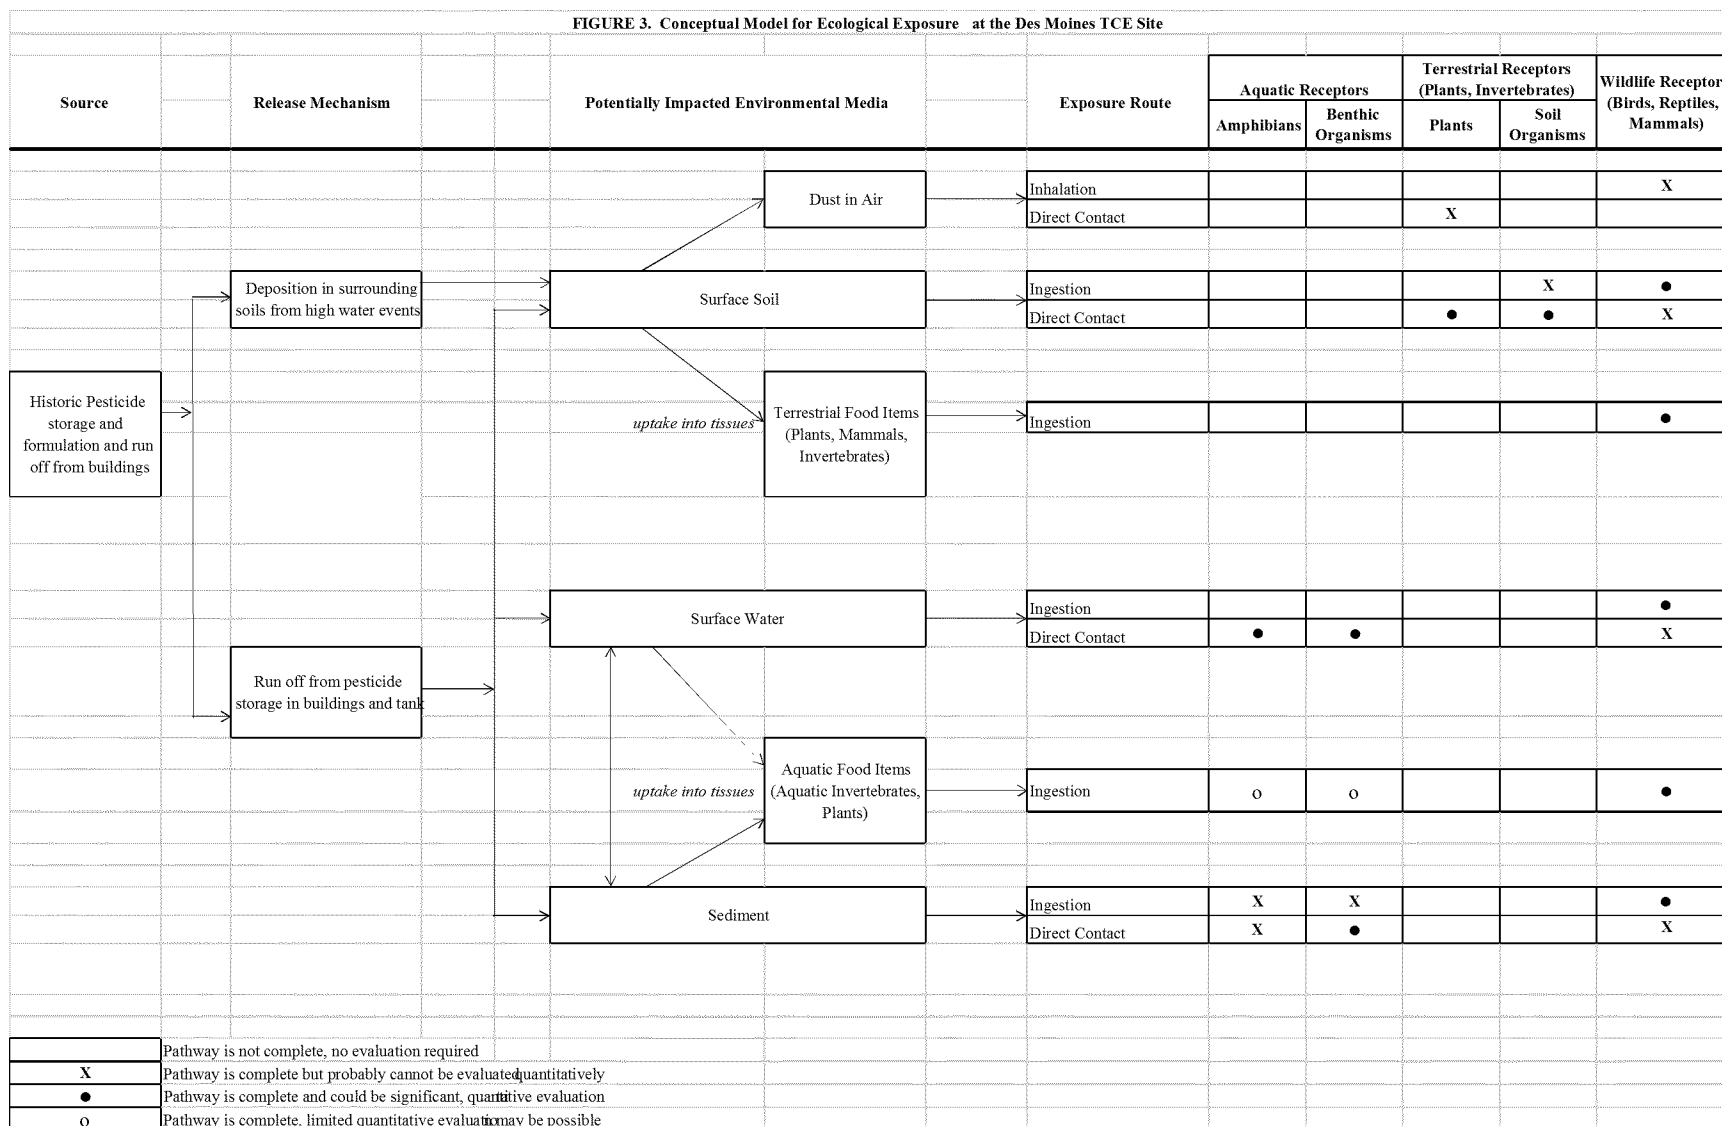 FIGURE 3. Conceptual Model for Ecological Exposure at the Des Moines TCE Site
Source
Release Mechanism
Potentially Impacted Environmental Media
Exposure Route
Aquatic Receptors
Terrestrial Receptors
(Plants, Invertebrates)
Wildlife Receptor
(Birds, Reptiles,
Mammals)
Amphibians
Benthic
Organisms
Plants
Soil
Organisms
Dust in Air
Inhalation
X
Direct Contact
X
Deposition in surrounding
soils from high water events
Surface Soil
Ingestion
X ●
Direct Contact
● ● X
Historic Pesticide
storage and
formulation and run
off from buildings
uptake into tissues
Terrestrial Food Items
(Plants, Mammals,
Invertebrates)
Ingestion
●
Surface Water
Ingestion
●
Direct Contact
● ● X
Run off from pesticide
storage in buildings and tank
uptake into tissues
Aquatic Food Items
(Aquatic Invertebrates,
Plants)
Ingestion
o o ●
Sediment
Ingestion
X X ●
Direct Contact
X ● X
Pathway is not complete, no evaluation required
X Pathway is complete but probably cannot be evaluated quantitatively
● Pathway is complete and could be significant, quantitative evaluation
o Pathway is complete, limited quantitative evaluation may be possible